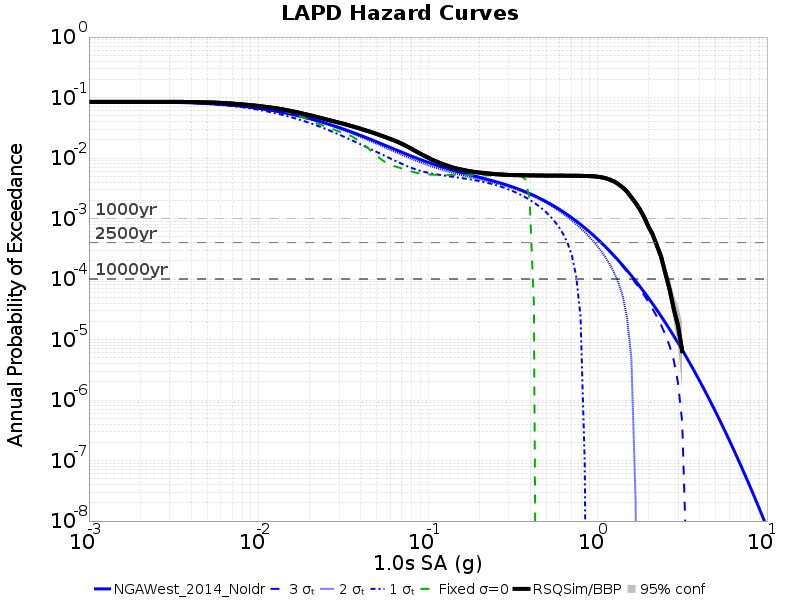 LAPD Hazard Curves
Annual Probability of Exceedance
10^0
10^-1
10^-2
10^-3
10^-4
10^-5
10^-6
10^-7
10^-8
1000yr
2500yr
10000yr
10^-3 10^-2 10^-1 10^0 10^1
1.0s SA (g)
NGAWest_2014_NoIdr 3 σₜ 2 σₜ 1 σₜ Fixed σ=0 RSQSim/BBP 95% conf